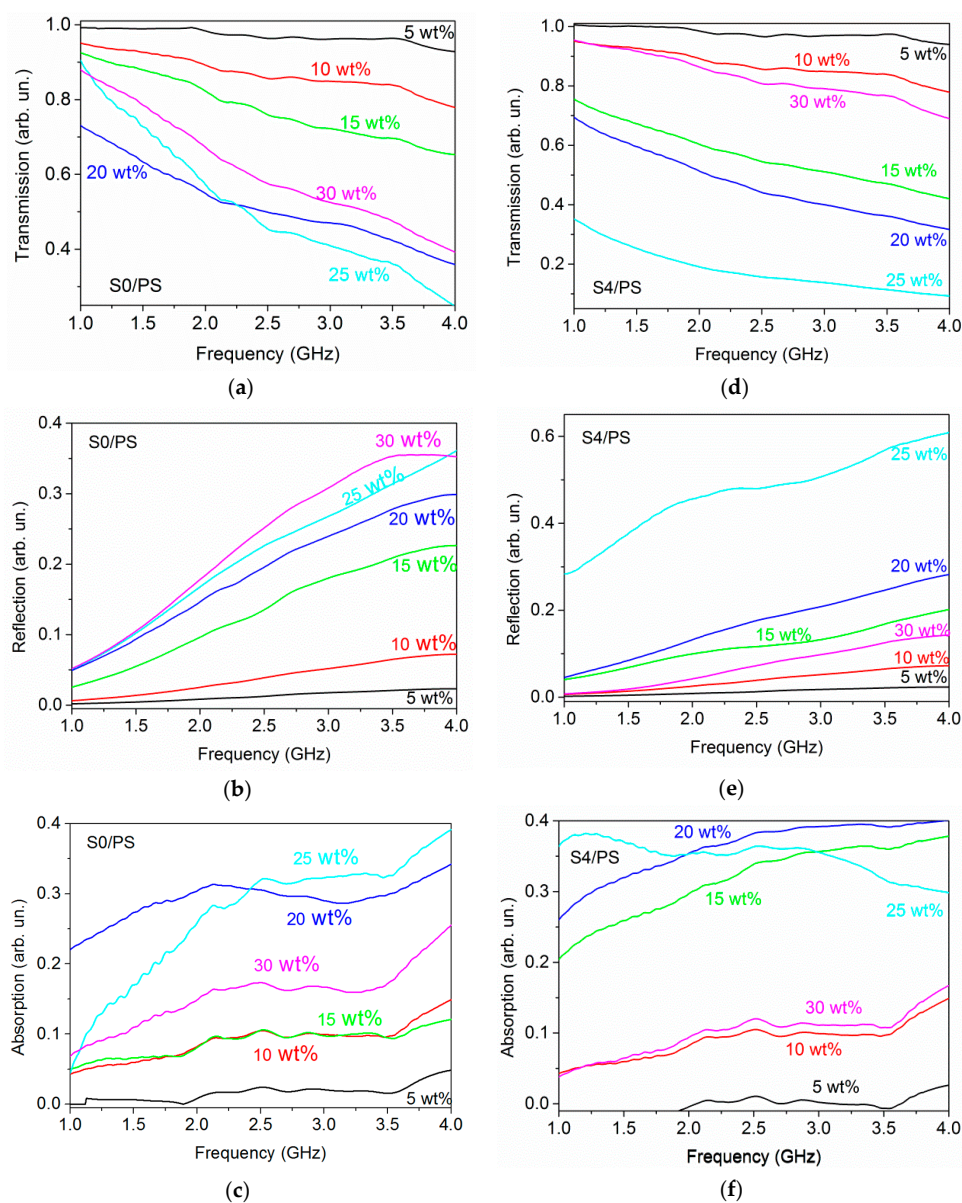 1.0
0.8
0.6
0.4
Transmission (arb. un.)
5 wt%
10 wt%
15 wt%
20 wt%
30 wt%
25 wt%
S0/PS
1.0 1.5 2.0 2.5 3.0 3.5 4.0
Frequency (GHz)
(a)
1.0
0.8
0.6
0.4
0.2
Transmission (arb. un.)
5 wt%
10 wt%
30 wt%
15 wt%
20 wt%
25 wt%
S4/PS
1.0 1.5 2.0 2.5 3.0 3.5 4.0
Frequency (GHz)
(d)
0.4
0.3
0.2
0.1
0.0
Reflection (arb. un.)
S0/PS
30 wt%
25 wt%
20 wt%
15 wt%
10 wt%
5 wt%
1.0 1.5 2.0 2.5 3.0 3.5 4.0
Frequency (GHz)
(b)
0.6
0.4
0.2
0.0
Reflection (arb. un.)
S4/PS
25 wt%
20 wt%
15 wt%
30 wt%
10 wt%
5 wt%
1.0 1.5 2.0 2.5 3.0 3.5 4.0
Frequency (GHz)
(e)
0.4
0.3
0.2
0.1
0.0
Absorption (arb. un.)
S0/PS
25 wt%
20 wt%
30 wt%
15 wt%
10 wt%
5 wt%
1.0 1.5 2.0 2.5 3.0 3.5 4.0
Frequency (GHz)
(c)
0.4
0.3
0.2
0.1
0.0
Absorption (arb. un.)
20 wt%
S4/PS
15 wt%
25 wt%
30 wt%
10 wt%
5 wt%
1.0 1.5 2.0 2.5 3.0 3.5 4.0
Frequency (GHz)
(f)